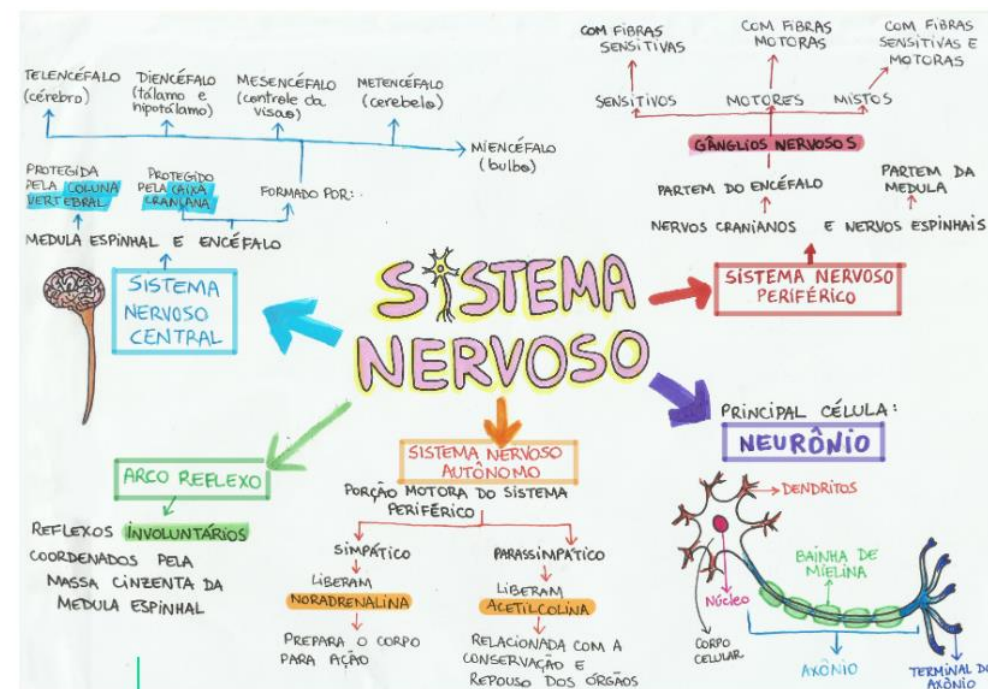 SISTEMA
NERVOSO
TELENCÉFALO
(cérebro)
DIENCÉFALO
(tálamo e
hipotálamo)
MESENCÉFALO
(controle da
visão)
METENCÉFALO
(cerebelo)
MIENCÉFALO
(bulbo)
PROTEGIDA
PELA COLUNA
VERTEBRAL
PROTEGIDO
PELA CAIXA
CRANIANA
FORMADO POR:
MEDULA ESPINHAL E ENCÉFALO
SISTEMA
NERVOSO
CENTRAL
COM FIBRAS
SENSITIVAS
COM FIBRAS
MOTORAS
COM FIBRAS
SENSITIVAS E
MOTORAS
SENSITIVOS
MOTORES
MISTOS
GÂNGLIOS NERVOSOS
PARTEM DO ENCÉFALO
PARTEM DA
MEDULA
NERVOS CRANIANOS E NERVOS ESPINHAIS
SISTEMA NERVOSO
PERIFÉRICO
ARCO REFLEXO
REFLEXOS INVOLUNTÁRIOS
COORDENADOS PELA
MASSA CINZENTA DA
MEDULA ESPINHAL
SISTEMA NERVOSO
AUTÔNOMO
PORÇÃO MOTORA DO SISTEMA
PERIFÉRICO
SIMPÁTICO
LIBERAM
NORADRENALINA
PREPARA O CORPO
PARA AÇÃO
PARASSIMPÁTICO
LIBERAM
ACETILCOLINA
RELACIONADA COM A
CONSERVAÇÃO E
REPOUSO DOS ÓRGÃOS
PRINCIPAL CÉLULA:
NEURÔNIO
DENDRITOS
BAINHA DE
MIELINA
Núcleo
CORPO
CELULAR
AXÔNIO
TERMINAL DO
AXÔNIO